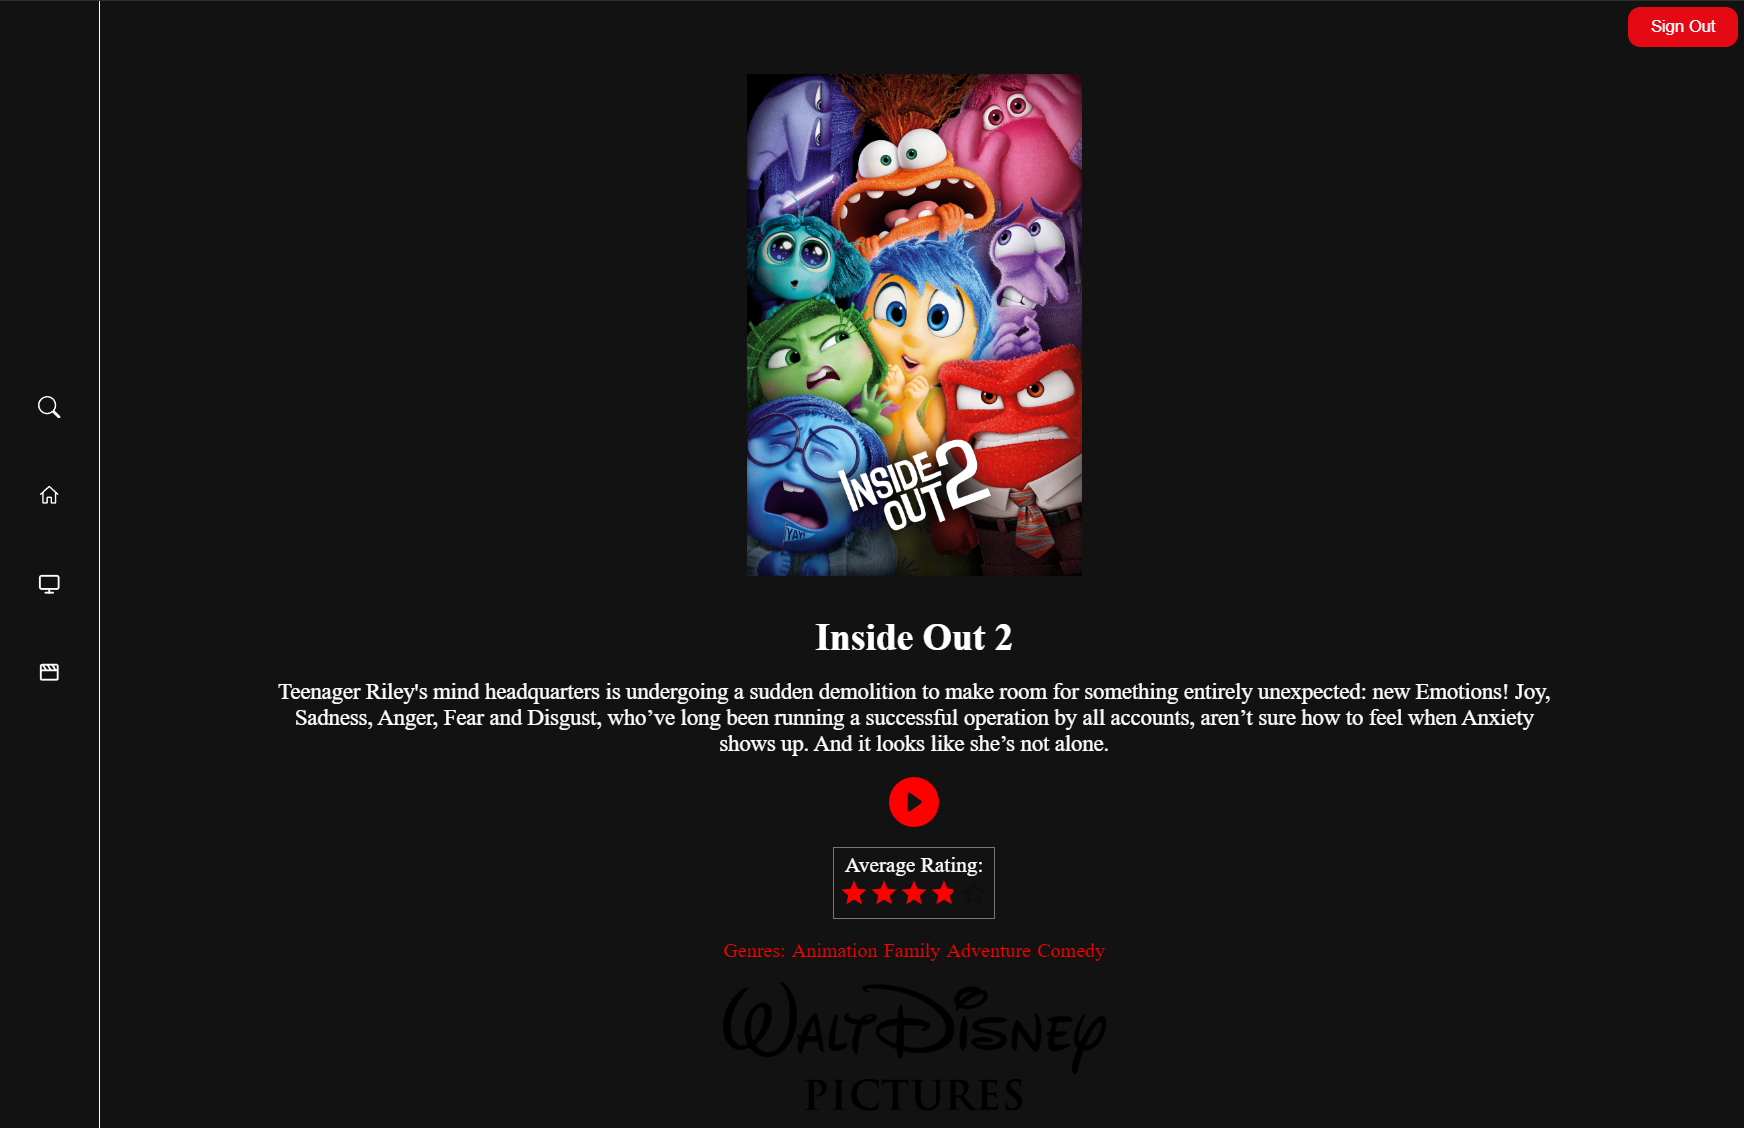 Sign Out
YAY!
INSIDE
OUT 2
Inside Out 2
Teenager Riley's mind headquarters is undergoing a sudden demolition to make room for something entirely unexpected: new Emotions! Joy,
Sadness, Anger, Fear and Disgust, who’ve long been running a successful operation by all accounts, aren’t sure how to feel when Anxiety
shows up. And it looks like she’s not alone.
Average Rating:
Genres: Animation Family Adventure Comedy
WALT DISNEY
PICTURES